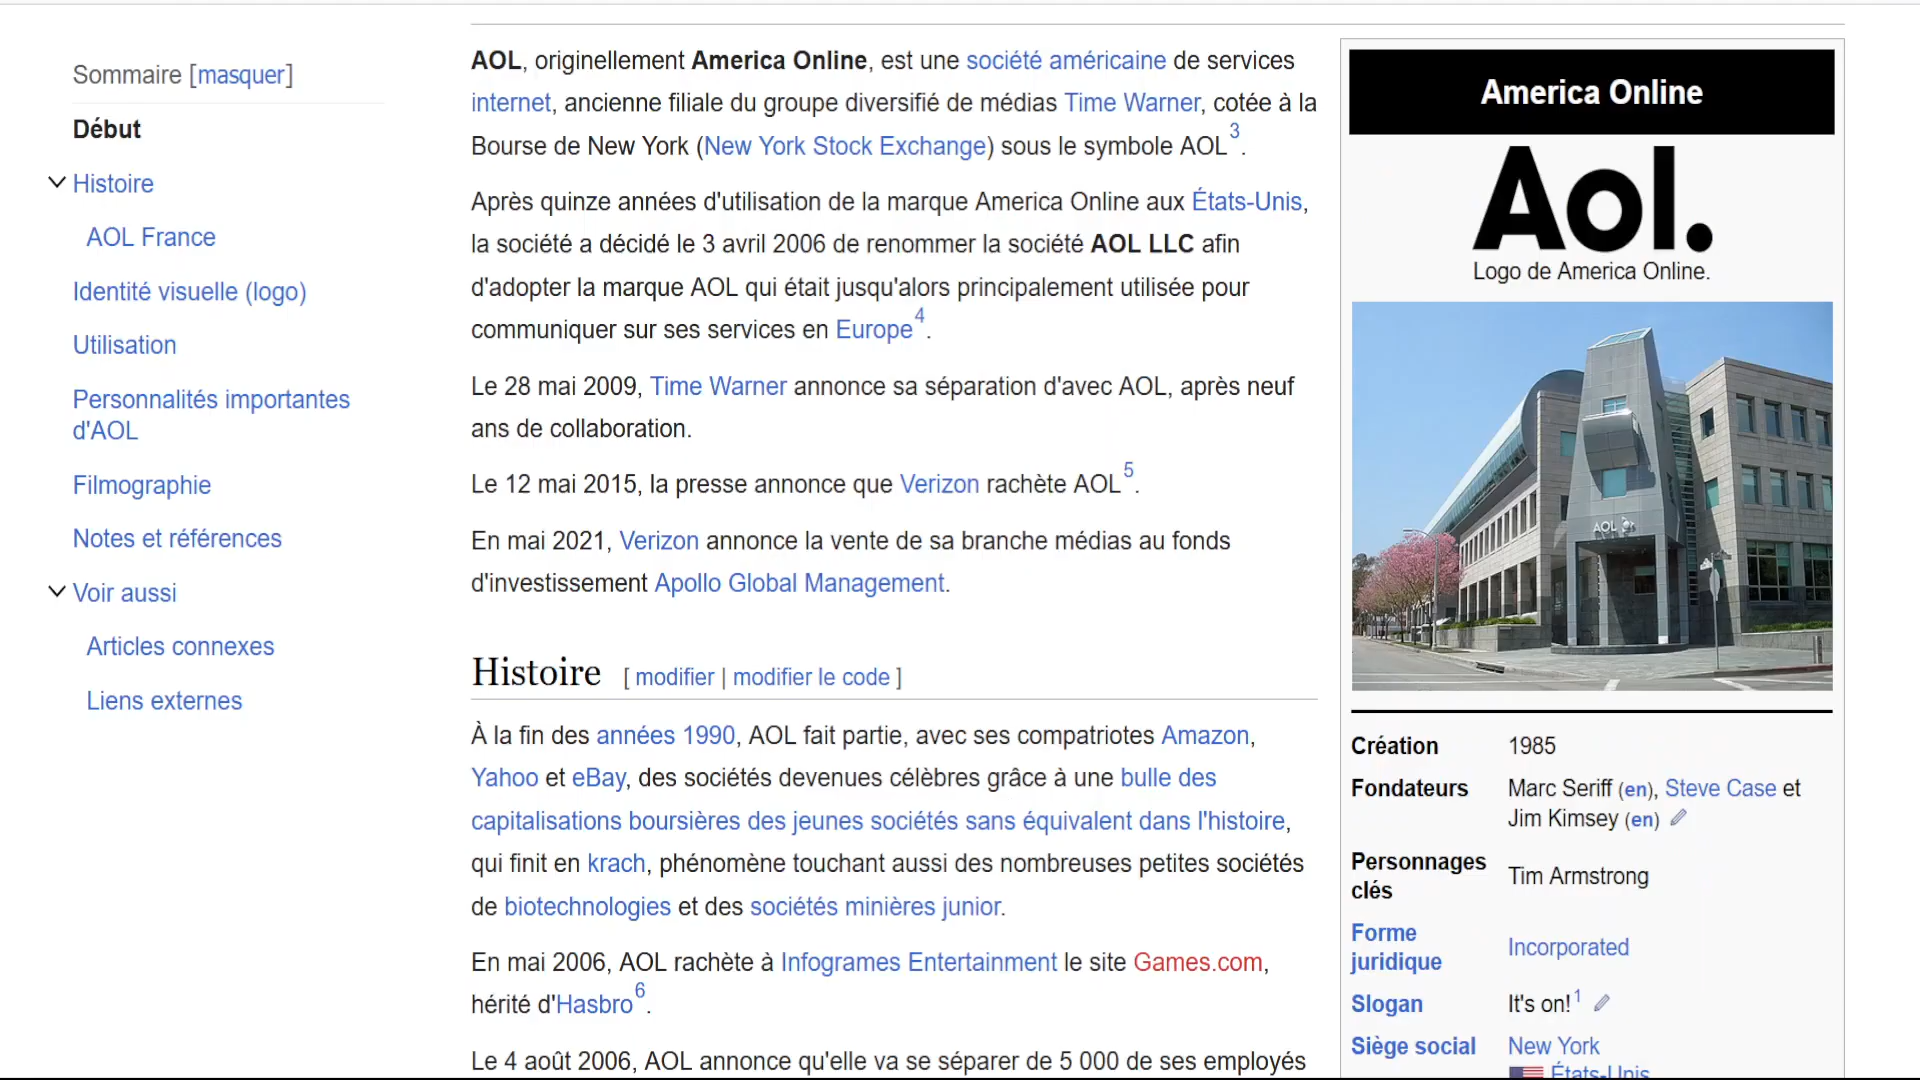 Sommaire [masquer]
Début
Histoire
AOL France
Identité visuelle (logo)
Utilisation
Personnalités importantes
d'AOL
Filmographie
Notes et références
Voir aussi
Articles connexes
Liens externes
AOL, originellement America Online, est une société américaine de services
internet, ancienne filiale du groupe diversifié de médias Time Warner, cotée à la
Bourse de New York (New York Stock Exchange) sous le symbole AOL3.
Après quinze années d'utilisation de la marque America Online aux États-Unis,
la société a décidé le 3 avril 2006 de renommer la société AOL LLC afin
d'adopter la marque AOL qui était jusqu'alors principalement utilisée pour
communiquer sur ses services en Europe4.
Le 28 mai 2009, Time Warner annonce sa séparation d'avec AOL, après neuf
ans de collaboration.
Le 12 mai 2015, la presse annonce que Verizon rachète AOL5.
En mai 2021, Verizon annonce la vente de sa branche médias au fonds
d'investissement Apollo Global Management.
Histoire [ modifier | modifier le code ]
À la fin des années 1990, AOL fait partie, avec ses compatriotes Amazon,
Yahoo et eBay, des sociétés devenues célèbres grâce à une bulle des
capitalisations boursières des jeunes sociétés sans équivalent dans l'histoire,
qui finit en krach, phénomène touchant aussi des nombreuses petites sociétés
de biotechnologies et des sociétés minières junior.
En mai 2006, AOL rachète à Infogrames Entertainment le site Games.com,
hérité d'Hasbro6.
Le 4 août 2006, AOL annonce qu'elle va se séparer de 5 000 de ses employés
America Online
Aol.
Logo de America Online.
AOL
Création 1985
Fondateurs Marc Seriff (en), Steve Case et
Jim Kimsey (en)
Personnages
clés
Tim Armstrong
Forme
juridique
Incorporated
Slogan It's on!1
Siège social New York
États-Unis